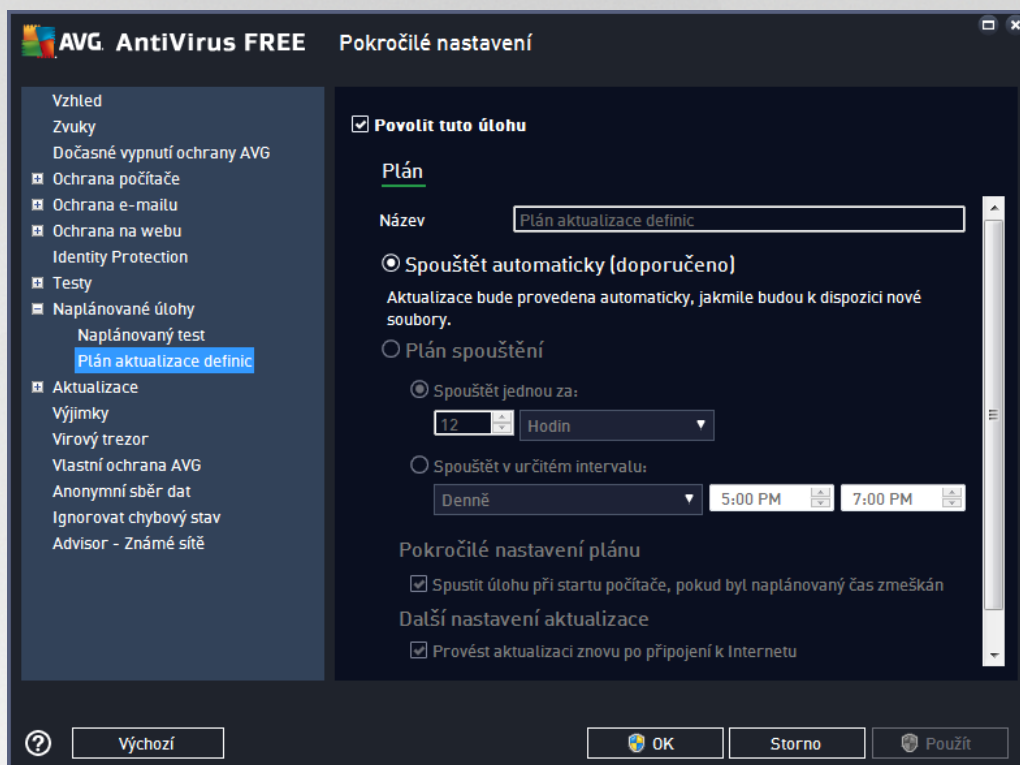 AVG. AntiVirus FREE
Pokročilé nastavení
Vzhled
Zvuky
Dočasné vypnutí ochrany AVG
Ochrana počítače
Ochrana e-mailu
Ochrana na webu
Identity Protection
Testy
Naplánované úlohy
Naplánovaný test
Plán aktualizace definic
Aktualizace
Výjimky
Virový trezor
Vlastní ochrana AVG
Anonymní sběr dat
Ignorovat chybový stav
Advisor - Známé sítě
Povolit tuto úlohu
Plán
Název Plán aktualizace definic
Spouštět automaticky (doporučeno)
Aktualizace bude provedena automaticky, jakmile budou k dispozici nové
soubory.
Plán spouštění
Spouštět jednou za:
12 Hodin
Spouštět v určitém intervalu:
Denně 5:00 PM 7:00 PM
Pokročilé nastavení plánu
Spustit úlohu při startu počítače, pokud byl naplánovaný čas zmeškán
Další nastavení aktualizace
Provést aktualizaci znovu po připojení k Internetu
Výchozí OK Storno Použít